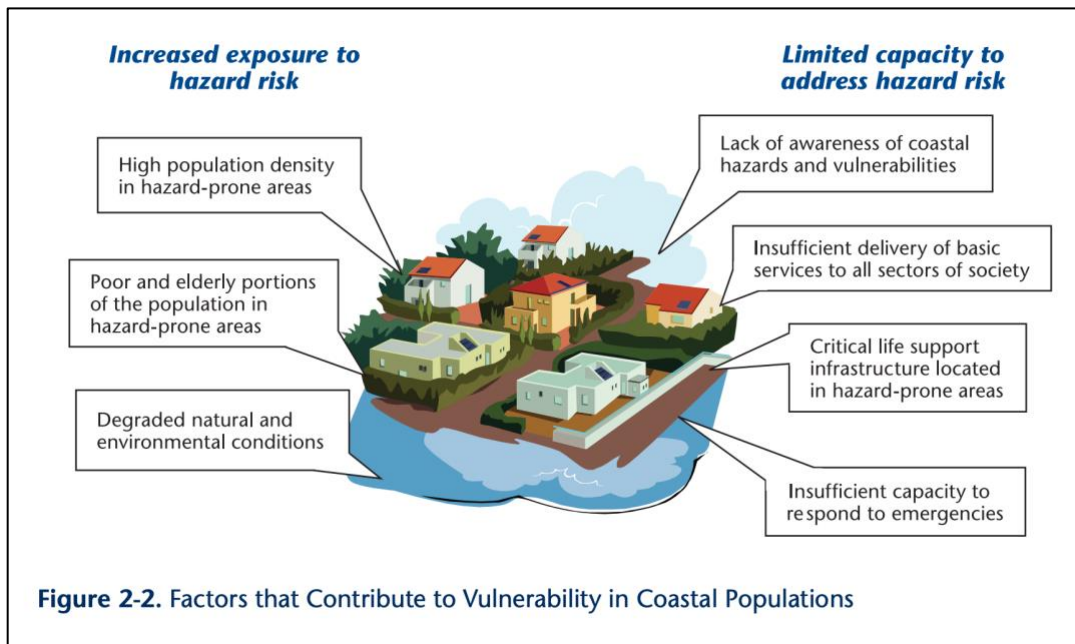 Increased exposure to
hazard risk
Limited capacity to
address hazard risk
High population density
in hazard-prone areas
Poor and elderly portions
of the population in
hazard-prone areas
Degraded natural and
environmental conditions
Lack of awareness of coastal
hazards and vulnerabilities
Insufficient delivery of basic
services to all sectors of society
Critical life support
infrastructure located
in hazard-prone areas
Insufficient capacity to
respond to emergencies
Figure 2-2. Factors that Contribute to Vulnerability in Coastal Populations